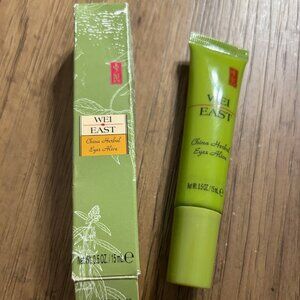 WEI
EAST
China Herbal
Eyes Alive
Net Wt. 0.5 OZ. / 15 mL ℮
WEI
EAST
China Herbal
Eyes Alive
Net Wt. 0.5 OZ. / 15 mL ℮